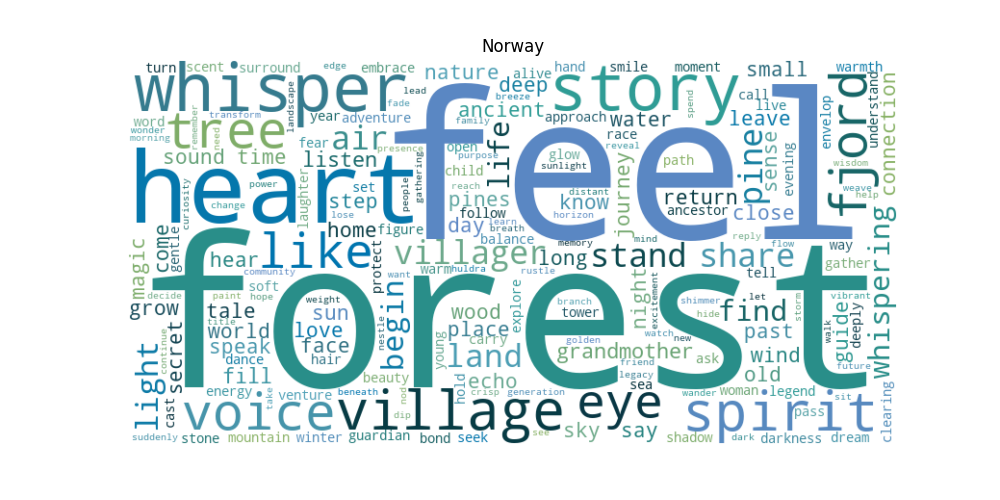 Norway
turn scent surround edge embrace hand smile moment small warmth
whisper feel story fjord
nature alive deep breeze lead fade call live envelop understand
landscape year adventure ancient approach water leave spend
word wonder morning tree transform remember need air fear presence family race reveal
sound time listen open purpose life glow sunlight path pine sense evening wisdom connection
heart laughter people gathering child journey weave help
curiosity power change set step lose reach pines distant know return ancestor close
home figure follow day learn breath horizon memory mind reply flow way
magic come gentle hear like protect villager balance long stand share tell gather
forest community warm huldra rustle want begin whispering
grow decide paint hope soft weight explore branch night excitement shimmer hide let storm vibrant
tale title sun wood tower find walk guide deeply
secret world love nestle place carry golden watch new past future
continue speak dance face hair young land grandmother friend ask wind
light fill beauty hold echo legacy old sit
energy take venture beneath nod crisp generation sea wander woman legend clearing
cast voice village dip eye spirit pass
suddenly stone mountain winter guardian bond seek see sky say shadow dark darkness dream